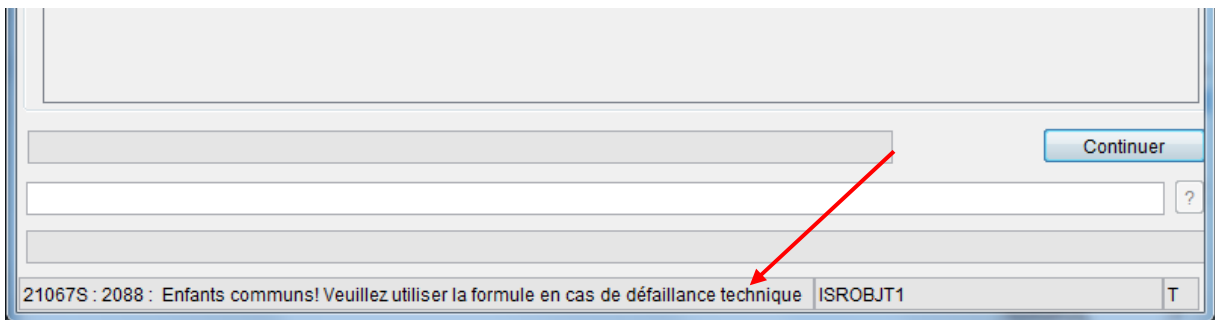 Continuer
?
21067S : 2088 : Enfants communs! Veuillez utiliser la formule en cas de défaillance technique ISROBJT1 T